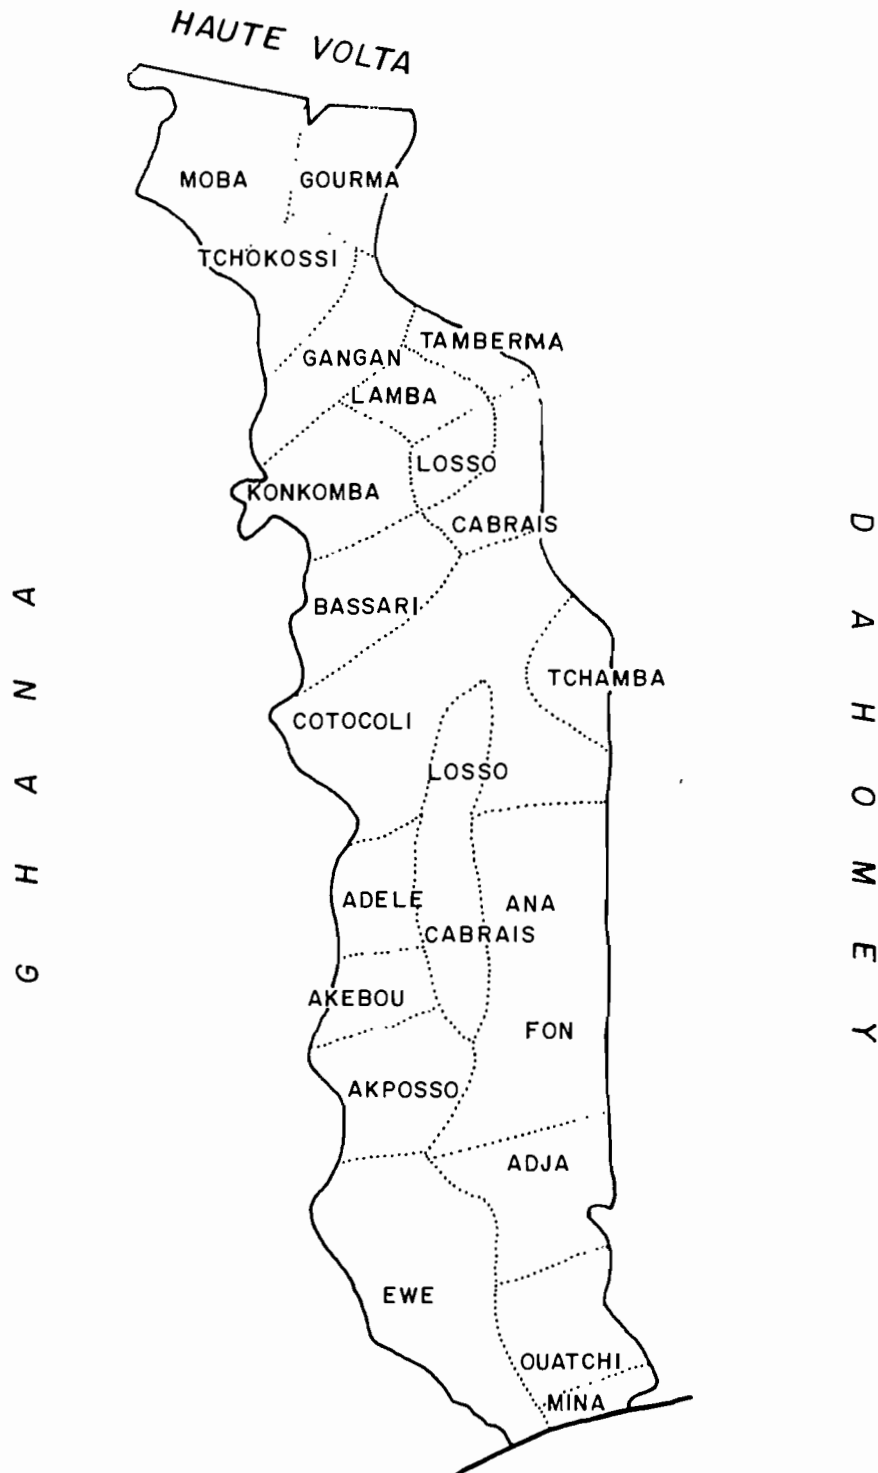 HAUTE VOLTA
MOBA
GOURMA
TCHOKOSSI
TAMBERMA
GANGAN
LAMBA
LOSSO
KONKOMBA
CABRAIS
BASSARI
TCHAMBA
COTOCOLI
LOSSO
ADELE
ANA
CABRAIS
AKEBOU
FON
AKPOSSO
ADJA
EWE
OUATCHI
MINA
GHANA
DAHOMEY